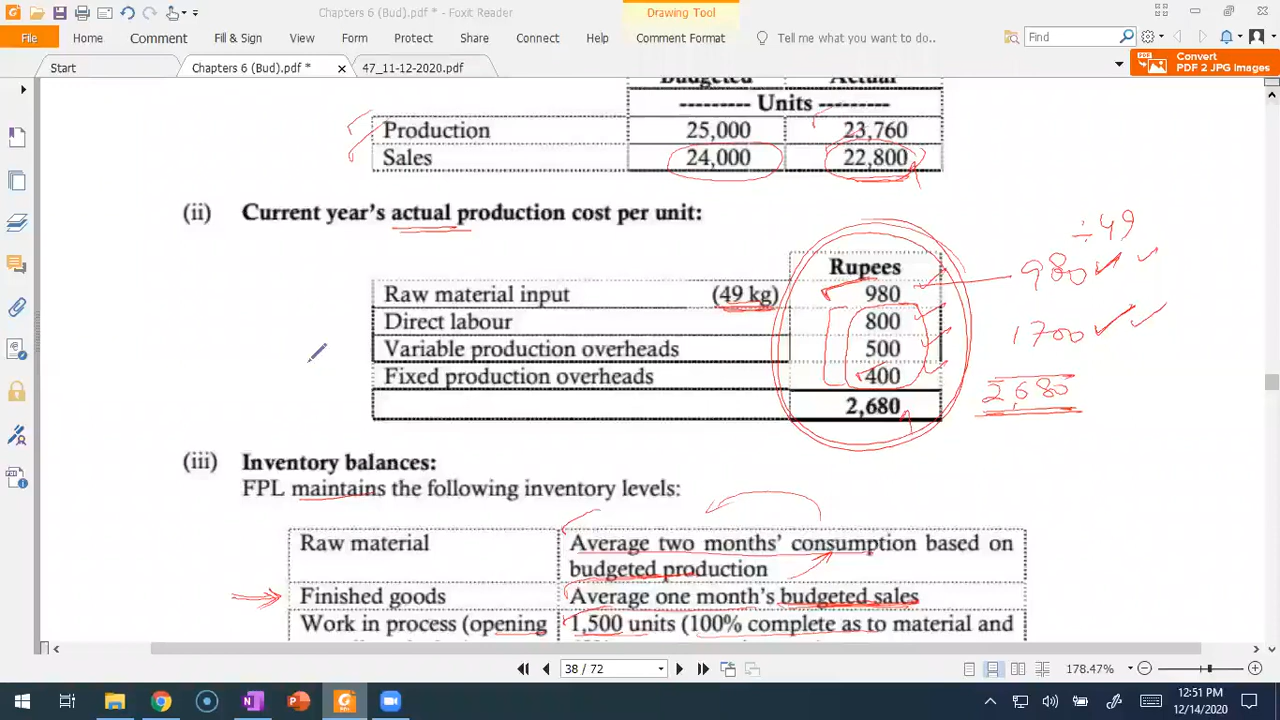 Chapters 6 (Bud).pdf * - Foxit Reader
Drawing Tool
File Home Comment Fill & Sign View Form Protect Share Connect Help Comment Format Tell me what you want to do.. Find
Start Chapters 6 (Bud).pdf * 47_11-12-2020.pdf
Convert
PDF 2 JPG Images
Budgeted Actual
--------- Units ---------
Production 25,000 23,760
Sales 24,000 22,800
(ii) Current year's actual production cost per unit:
÷49
Rupees
980
Raw material input (49 kg) 980
Direct labour 800
1700
Variable production overheads 500
Fixed production overheads 400
2,680
2,680
(iii) Inventory balances:
FPL maintains the following inventory levels:
Raw material Average two months' consumption based on
budgeted production
Finished goods Average one month's budgeted sales
Work in process (opening 1,500 units (100% complete as to material and
38 / 72 178.47%
12:51 PM
12/14/2020